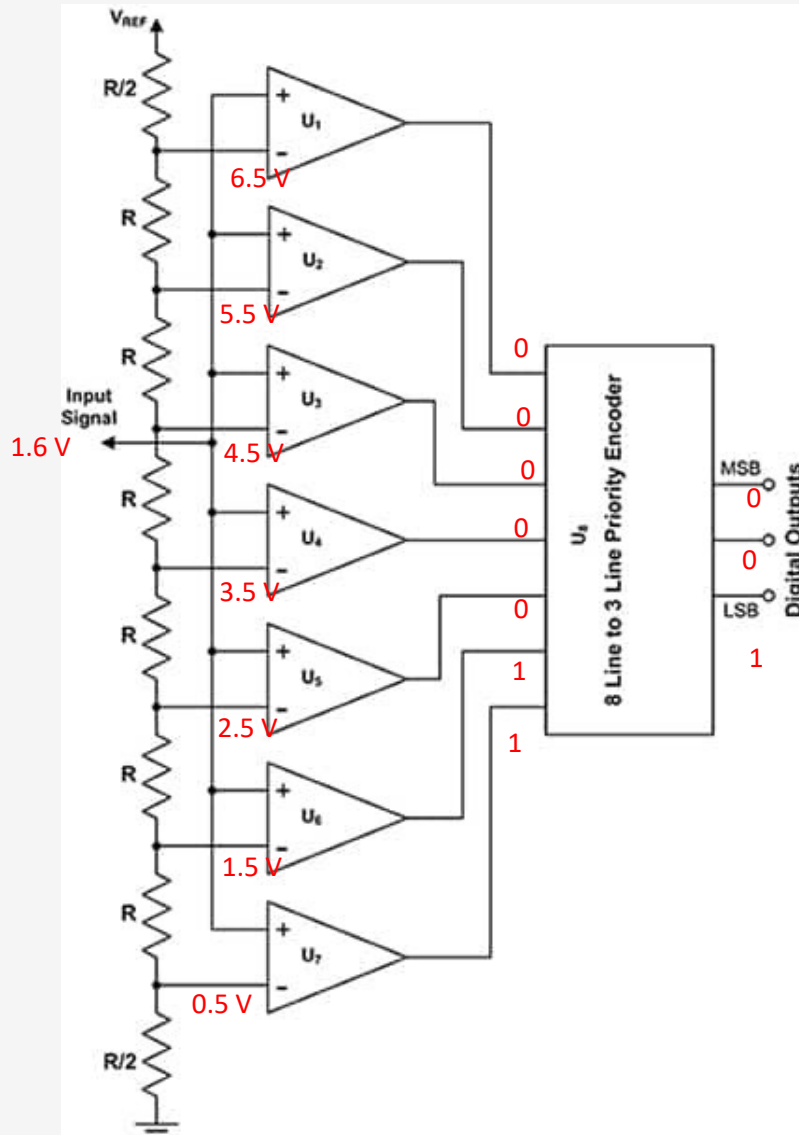 VREF
R/2
+
U1
-
6.5 V
R
+
U2
-
5.5 V
0
R
+
U3
-
Input
Signal
1.6 V
4.5 V
0
0
8 Line to 3 Line Priority Encoder
U8
MSB
0
0
LSB
1
Digital Outputs
R
+
U4
-
3.5 V
0
0
R
+
U5
-
2.5 V
1
1
R
+
U6
-
1.5 V
R
+
U7
-
0.5 V
R/2